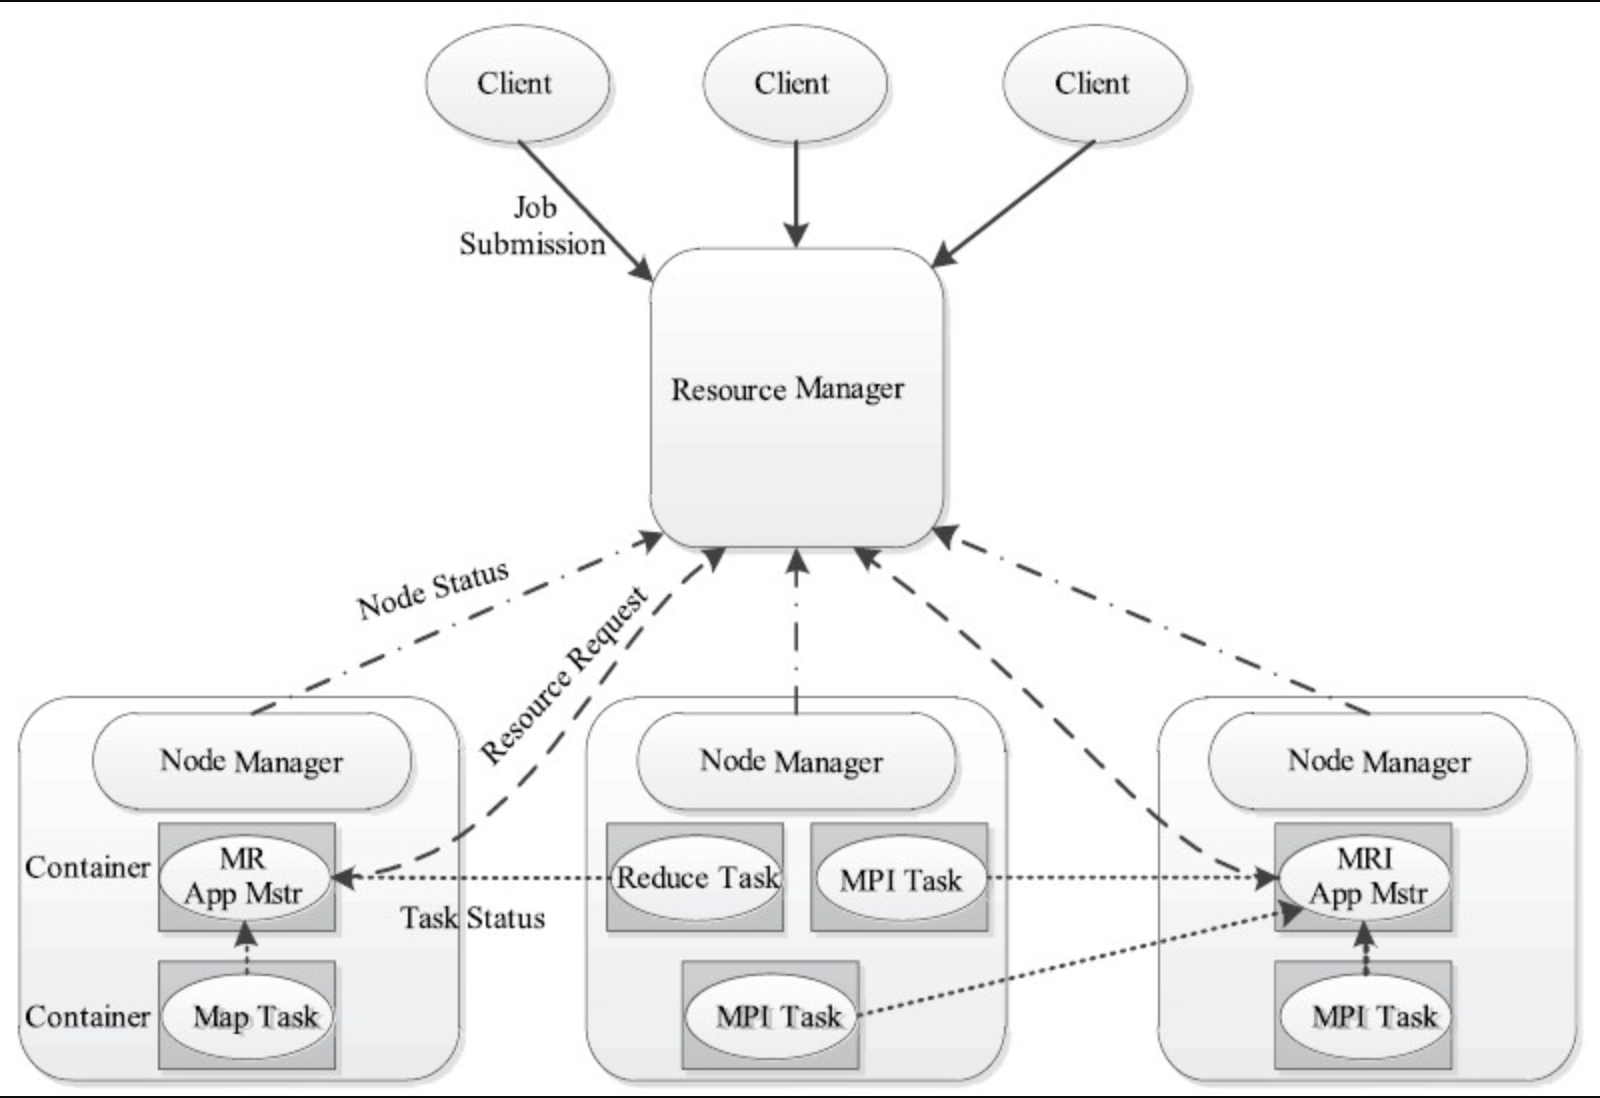 Client
Client
Client
Job
Submission
Resource Manager
Node Status
Resource Request
Node Manager
Node Manager
Node Manager
Container
MR
App Mstr
Reduce Task
MPI Task
MRI
App Mstr
Task Status
Container
Map Task
MPI Task
MPI Task